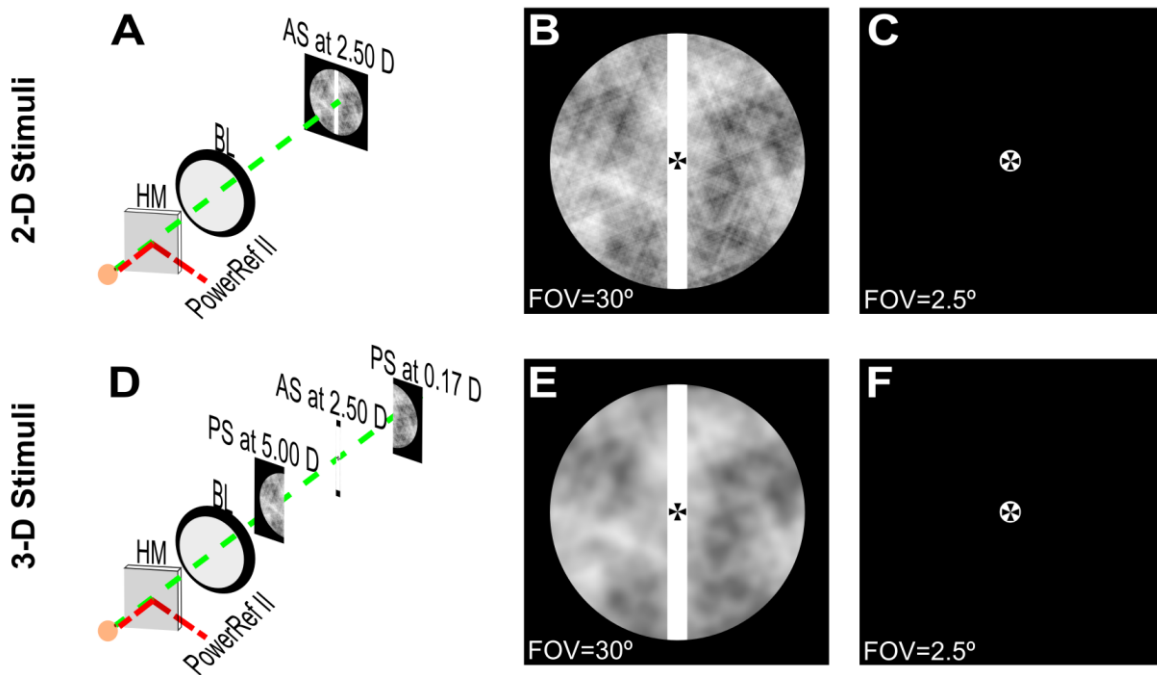 2-D Stimuli
A
AS at 2.50 D
BL
HM
PowerRef II
B
FOV=30º
C
FOV=2.5º
3-D Stimuli
D
PS at 0.17 D
AS at 2.50 D
PS at 5.00 D
BL
HM
PowerRef II
E
FOV=30º
F
FOV=2.5º